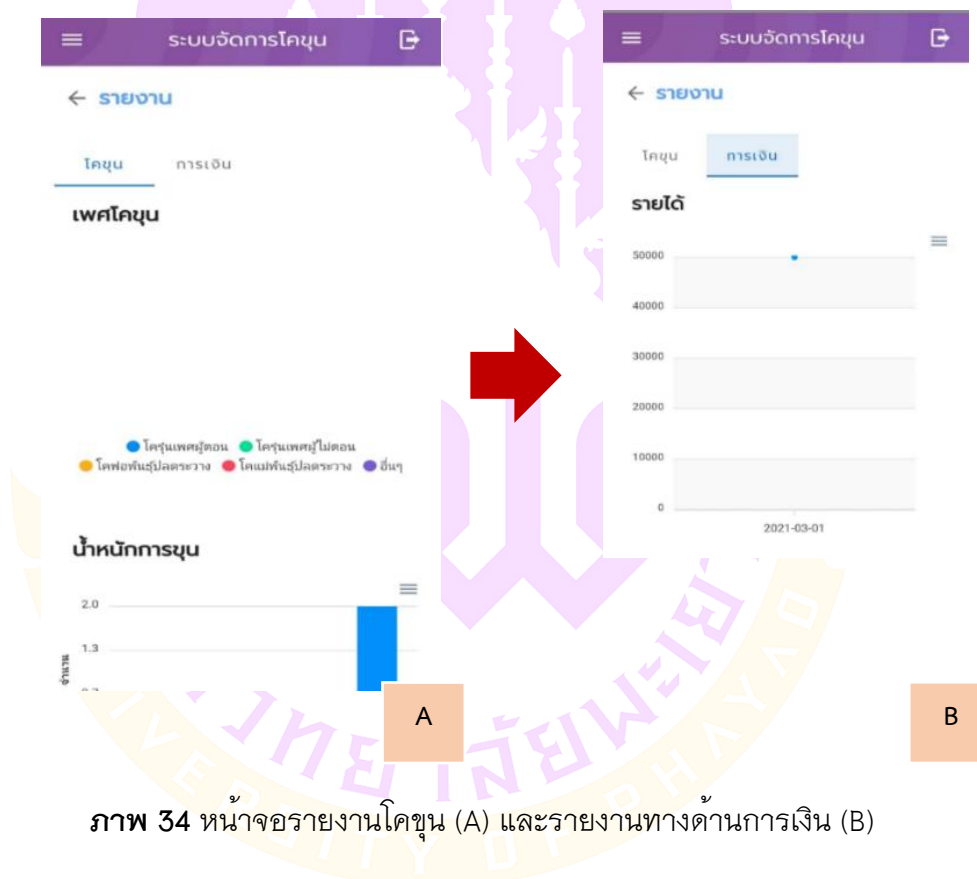 ระบบจัดการโคขุน
← รายงาน
โคขุน การเงิน
เพศโคขุน
โครุ่นเพศผู้ตอน โครุ่นเพศผู้ไม่ตอน
โคพ่อพันธุ์ปลดระวาง โคแม่พันธุ์ปลดระวาง อื่นๆ
น้ำหนักการขุน
2.0
1.3
จำนวน
A
ระบบจัดการโคขุน
← รายงาน
โคขุน การเงิน
รายได้
50000
40000
30000
20000
10000
0
2021-03-01
B
ภาพ 34 หน้าจอรายงานโคขุน (A) และรายงานทางด้านการเงิน (B)